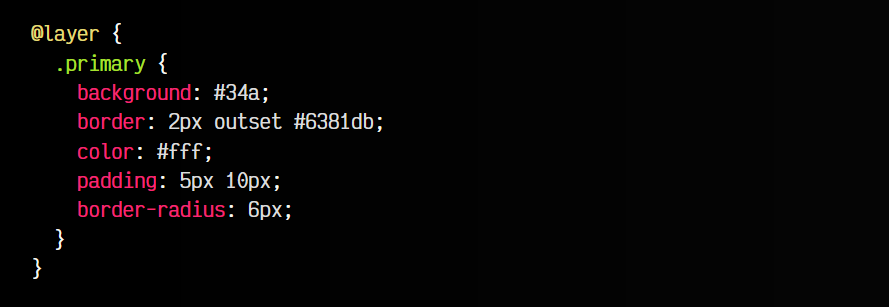 @layer {
  .primary {
    background: #34a;
    border: 2px outset #6381db;
    color: #fff;
    padding: 5px 10px;
    border-radius: 6px;
  }
}